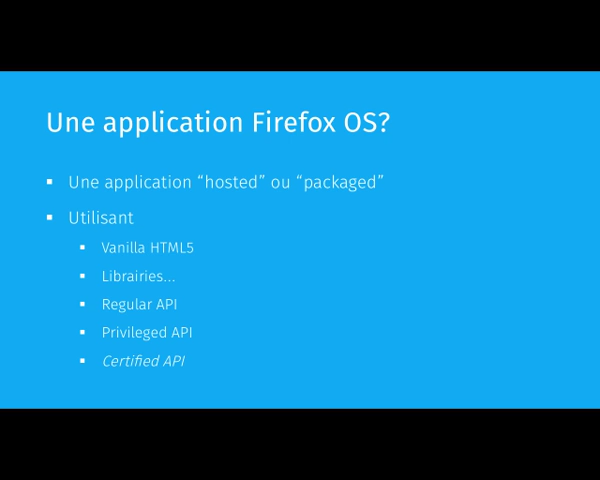 Une application Firefox OS?
▪ Une application “hosted” ou “packaged”
▪ Utilisant
▪ Vanilla HTML5
▪ Librairies...
▪ Regular API
▪ Privileged API
▪ Certified API